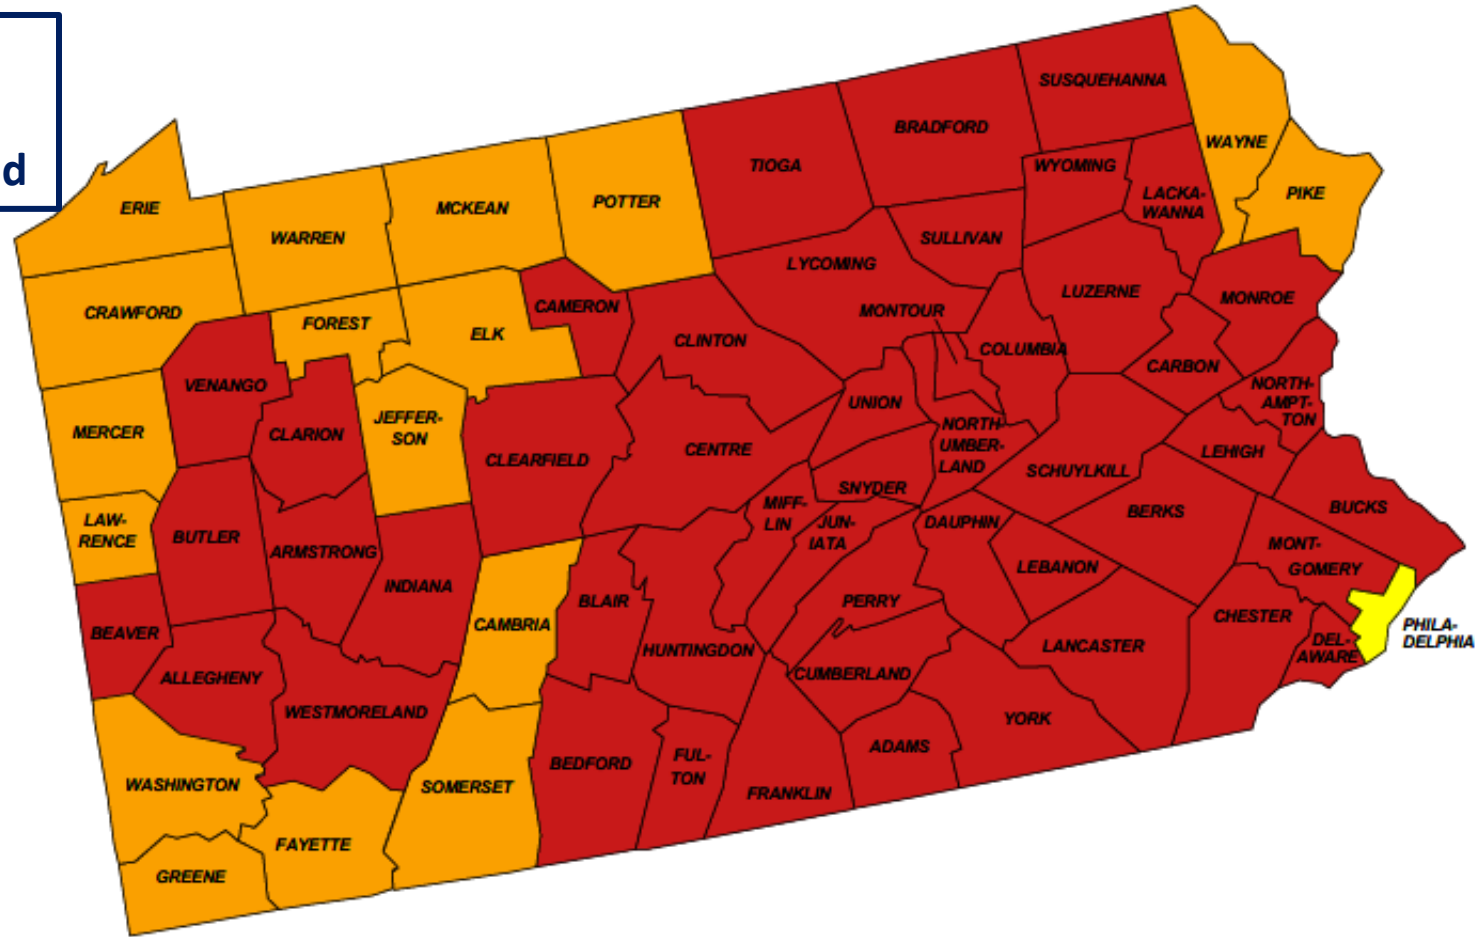 d
SUSQUEHANNA
BRADFORD
WAYNE
TIOGA
WYOMING
PIKE
LACKA-
WANNA
POTTER
MCKEAN
ERIE
WARREN
SULLIVAN
LYCOMING
LUZERNE
MONROE
CAMERON
MONTOUR
CRAWFORD
FOREST
ELK
CLINTON
COLUMBIA
CARBON
VENANGO
NORTH-
AMPT-
TON
UNION
MERCER
CLARION
JEFFER-
SON
NORTH-
UMBER-
LAND
CENTRE
CLEARFIELD
LEHIGH
SCHUYLKILL
SNYDER
MIFF-
LIN
BUCKS
BERKS
LAW-
RENCE
BUTLER
JUN-
IATA
DAUPHIN
MONT-
GOMERY
ARMSTRONG
LEBANON
INDIANA
BLAIR
PERRY
CHESTER
CAMBRIA
BEAVER
PHILA-
DELPHIA
DEL-
AWARE
HUNTINGDON
LANCASTER
ALLEGHENY
CUMBERLAND
WESTMORELAND
YORK
ADAMS
FUL-
TON
BEDFORD
WASHINGTON
SOMERSET
FRANKLIN
FAYETTE
GREENE